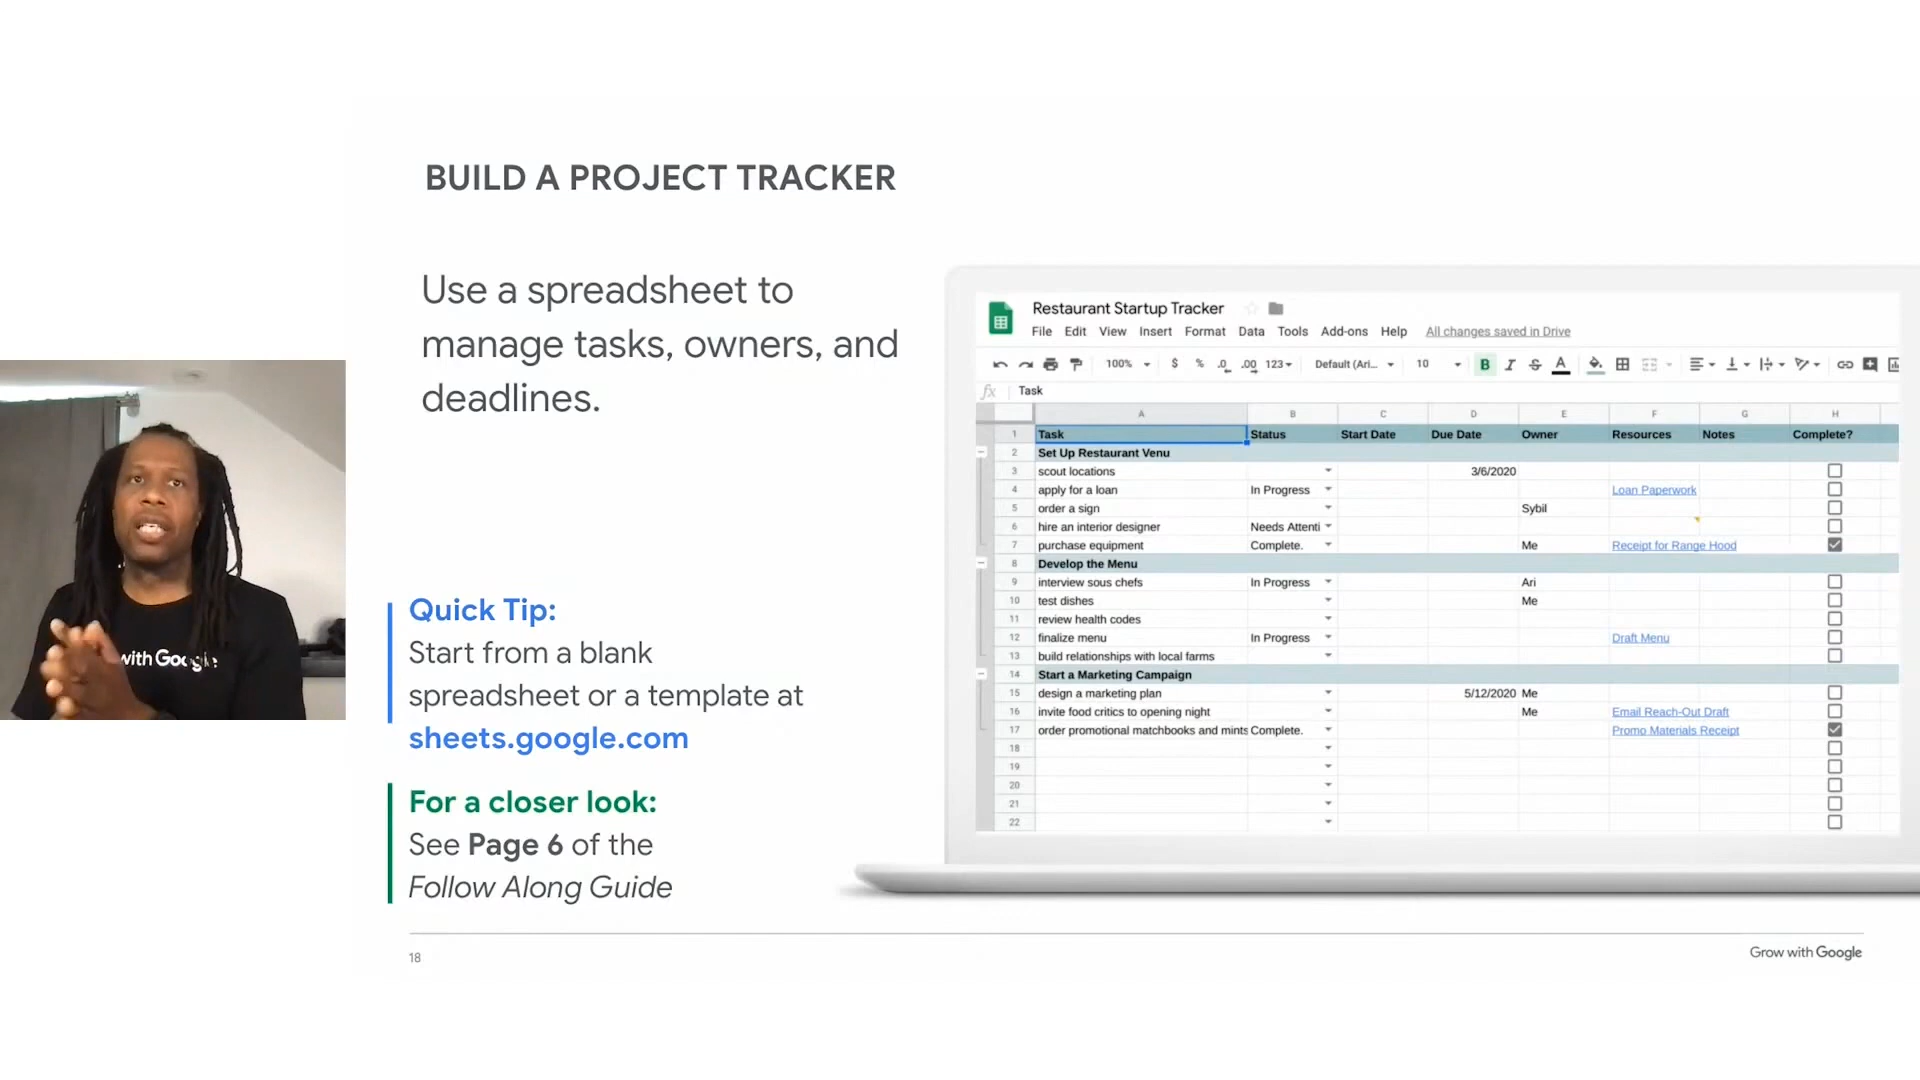 BUILD A PROJECT TRACKER
Use a spreadsheet to
manage tasks, owners, and
deadlines.
with Google
Quick Tip:
Start from a blank
spreadsheet or a template at
sheets.google.com
For a closer look:
See Page 6 of the
Follow Along Guide
Restaurant Startup Tracker
File Edit View Insert Format Data Tools Add-ons Help All changes saved in Drive
100% $ % .0 .00 123 Default (Ari... 10 B I S A
fx Task
A B C D E F G H
1 Task Status Start Date Due Date Owner Resources Notes Complete?
2 Set Up Restaurant Venu
3 scout locations 3/6/2020
4 apply for a loan In Progress Loan Paperwork
5 order a sign Sybil
6 hire an interior designer Needs Attenti
7 purchase equipment Complete. Me Receipt for Range Hood
8 Develop the Menu
9 interview sous chefs In Progress Ari
10 test dishes Me
11 review health codes
12 finalize menu In Progress Draft Menu
13 build relationships with local farms
14 Start a Marketing Campaign
15 design a marketing plan 5/12/2020 Me
16 invite food critics to opening night Me Email Reach-Out Draft
17 order promotional matchbooks and mints Complete. Promo Materials Receipt
18
19
20
21
22
18
Grow with Google